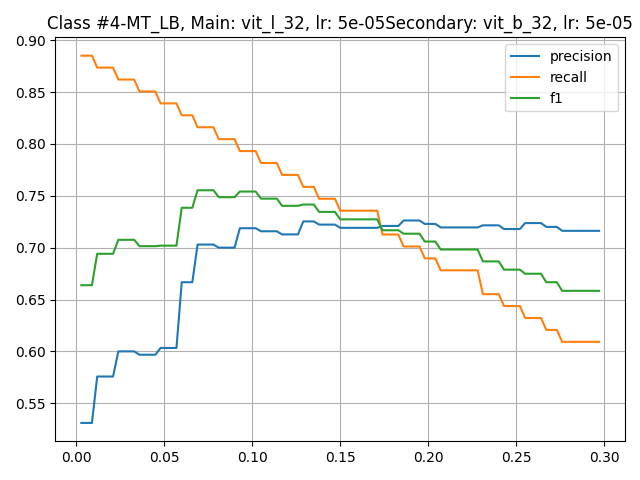 Class #4-MT_LB, Main: vit_l_32, lr: 5e-05Secondary: vit_b_32, lr: 5e-05
precision
recall
f1
0.90
0.85
0.80
0.75
0.70
0.65
0.60
0.55
0.00 0.05 0.10 0.15 0.20 0.25 0.30